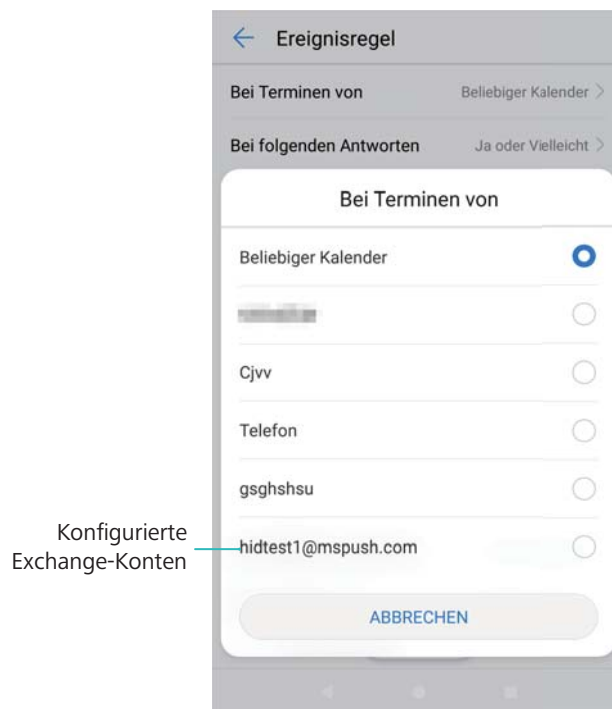 Ereignisregel
Bei Terminen von Beliebiger Kalender
Bei folgenden Antworten Ja oder Vielleicht
Bei Terminen von
Beliebiger Kalender
Cjvv
Telefon
gsghshsu
Konfigurierte
Exchange-Konten
hidtest1@mspush.com
ABBRECHEN